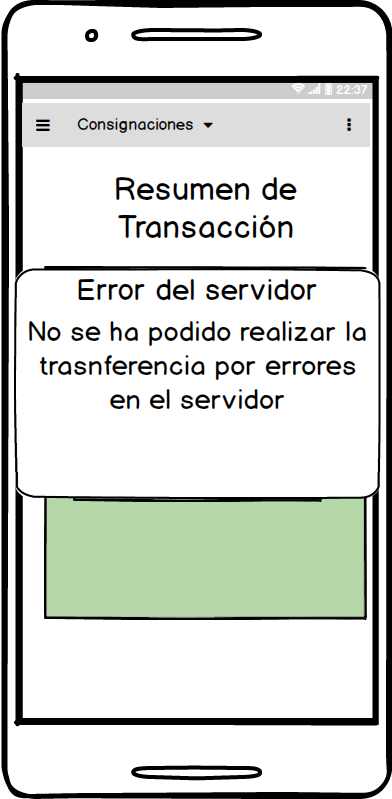 22:37
Consignaciones
Resumen de
Transacción
Error del servidor
No se ha podido realizar la
trasnferencia por errores
en el servidor